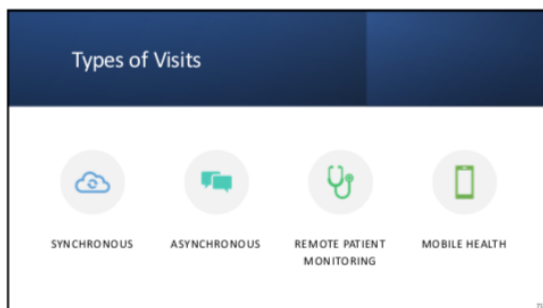 Types of Visits
SYNCHRONOUS
ASYNCHRONOUS
REMOTE PATIENT
MONITORING
MOBILE HEALTH